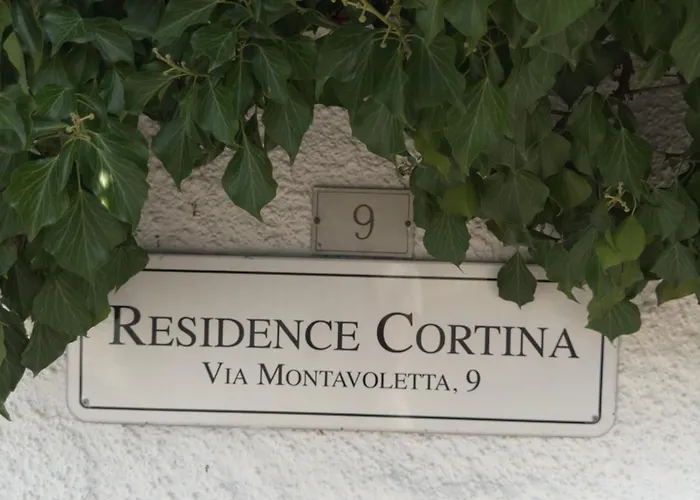 9
RESIDENCE CORTINA
VIA MONTAVOLETTA, 9